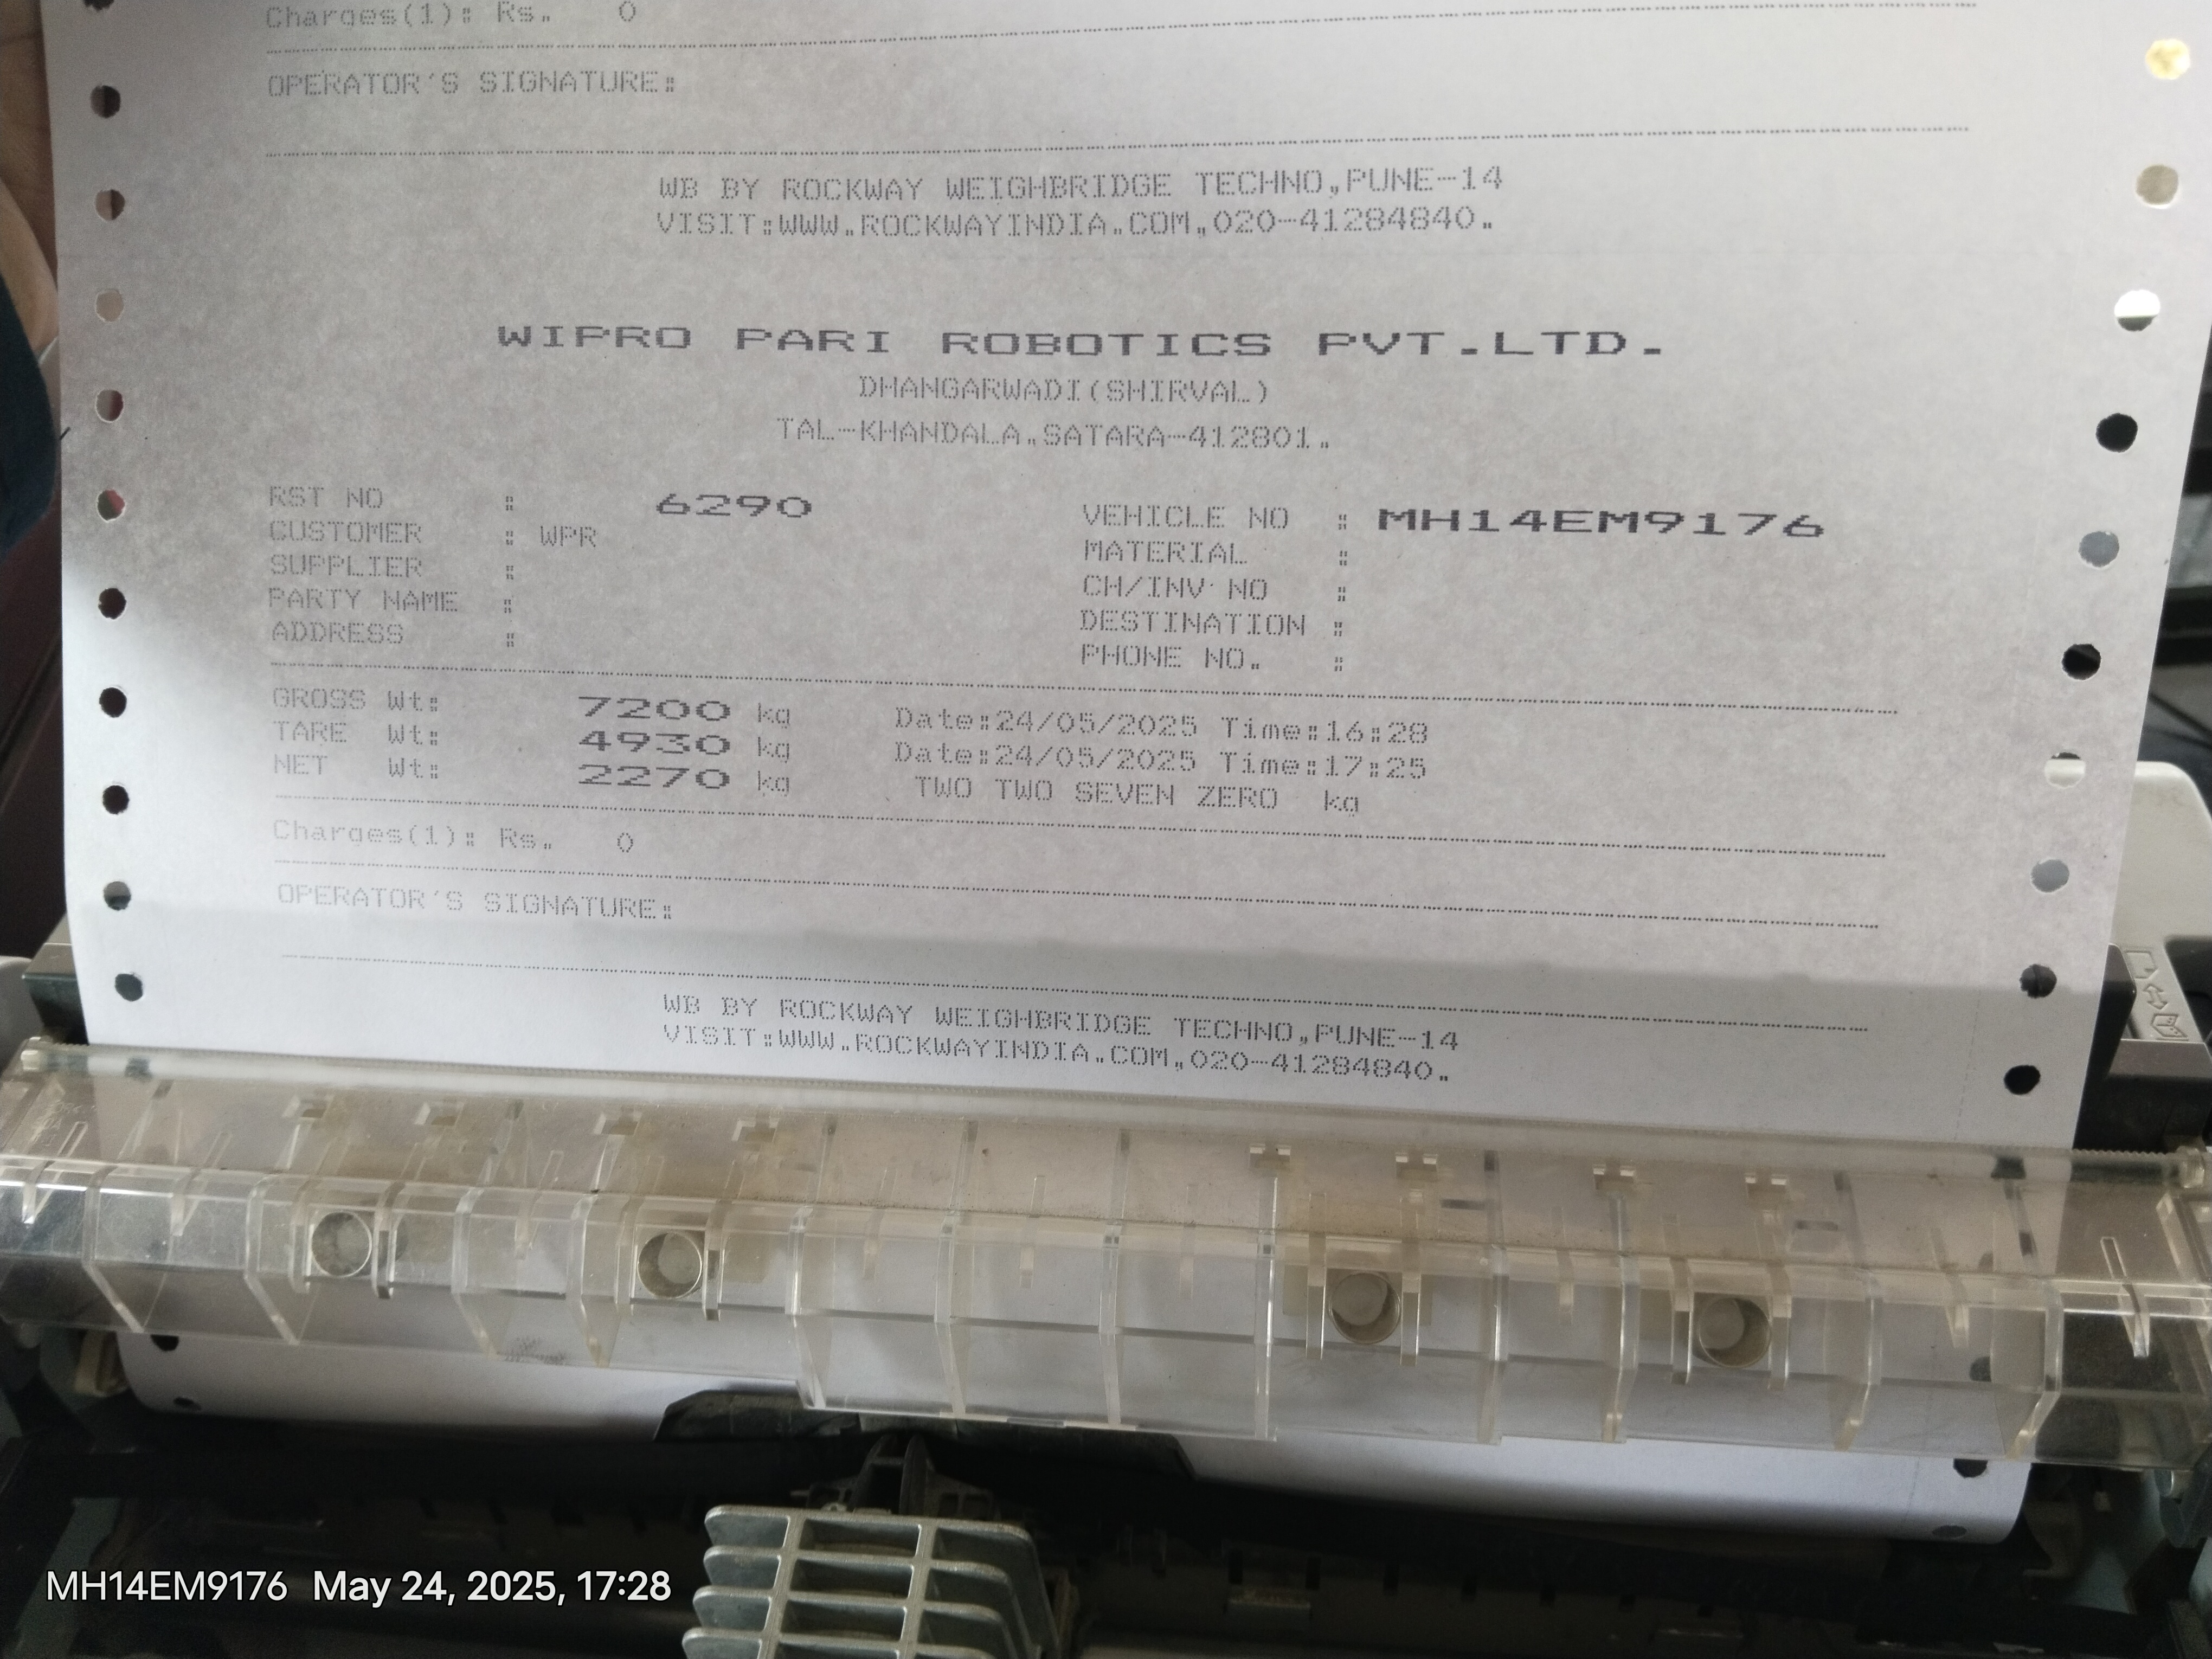 Charges(1): Rs. 0
OPERATOR'S SIGNATURE:
WB BY ROCKWAY WEIGHBRIDGE TECHNO,PUNE-14
VISIT:WWW.ROCKWAYINDIA.COM,020-41284840.
WIPRO PARI ROBOTICS PVT.LTD.
DHANGARWADI(SHIRVAL)
TAL-KHANDALA,SATARA-412801.
RST NO : 6290 VEHICLE NO : MH14EM9176
CUSTOMER : WPR MATERIAL :
SUPPLIER : CH/INV NO :
PARTY NAME : DESTINATION :
ADDRESS : PHONE NO. :
GROSS Wt: 7200 kg Date:24/05/2025 Time:16:28
TARE Wt: 4930 kg Date:24/05/2025 Time:17:25
NET Wt: 2270 kg TWO TWO SEVEN ZERO kg
Charges(1): Rs. 0
OPERATOR'S SIGNATURE:
WB BY ROCKWAY WEIGHBRIDGE TECHNO,PUNE-14
VISIT:WWW.ROCKWAYINDIA.COM,020-41284840.
MH14EM9176 May 24, 2025, 17:28